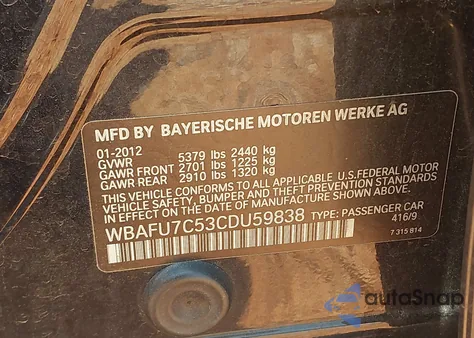 MFD BY BAYERISCHE MOTOREN WERKE AG
01-2012
GVWR 5379 lbs 2440 kg
GAWR FRONT 2701 lbs 1225 kg
GAWR REAR 2910 lbs 1320 kg
THIS VEHICLE CONFORMS TO ALL APPLICABLE U.S.FEDERAL MOTOR
VEHICLE SAFETY, BUMPER AND THEFT PREVENTION STANDARDS
IN EFFECT ON THE DATE OF MANUFACTURE SHOWN ABOVE.
WBAFU7C53CDU59838 TYPE: PASSENGER CAR
416/9
7 315 814
autoSnap